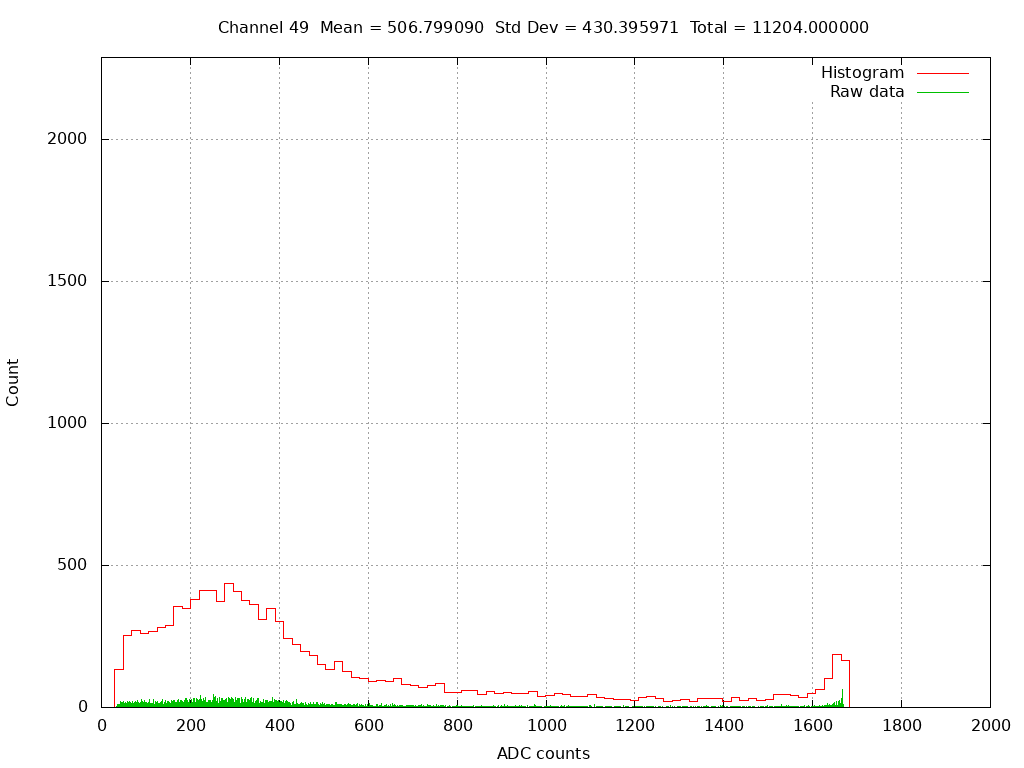 Channel 49  Mean = 506.799090  Std Dev = 430.395971  Total = 11204.000000
Histogram
Raw data
2000
1500
1000
500
0
Count
0 200 400 600 800 1000 1200 1400 1600 1800 2000
ADC counts